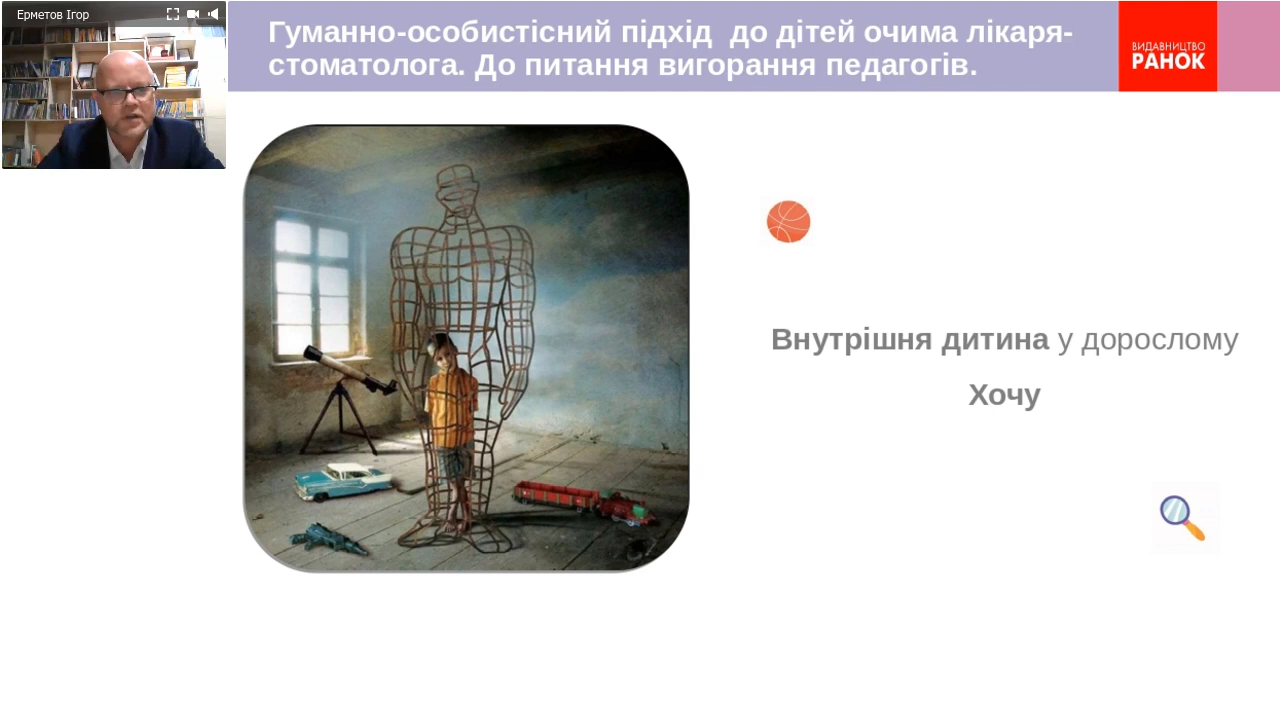 Ерметов Ігор
Гуманно-особистісний підхід до дітей очима лікаря-
стоматолога. До питання вигорання педагогів.
ВИДАВНИЦТВО
РАНОК
Внутрішня дитина у дорослому
Хочу